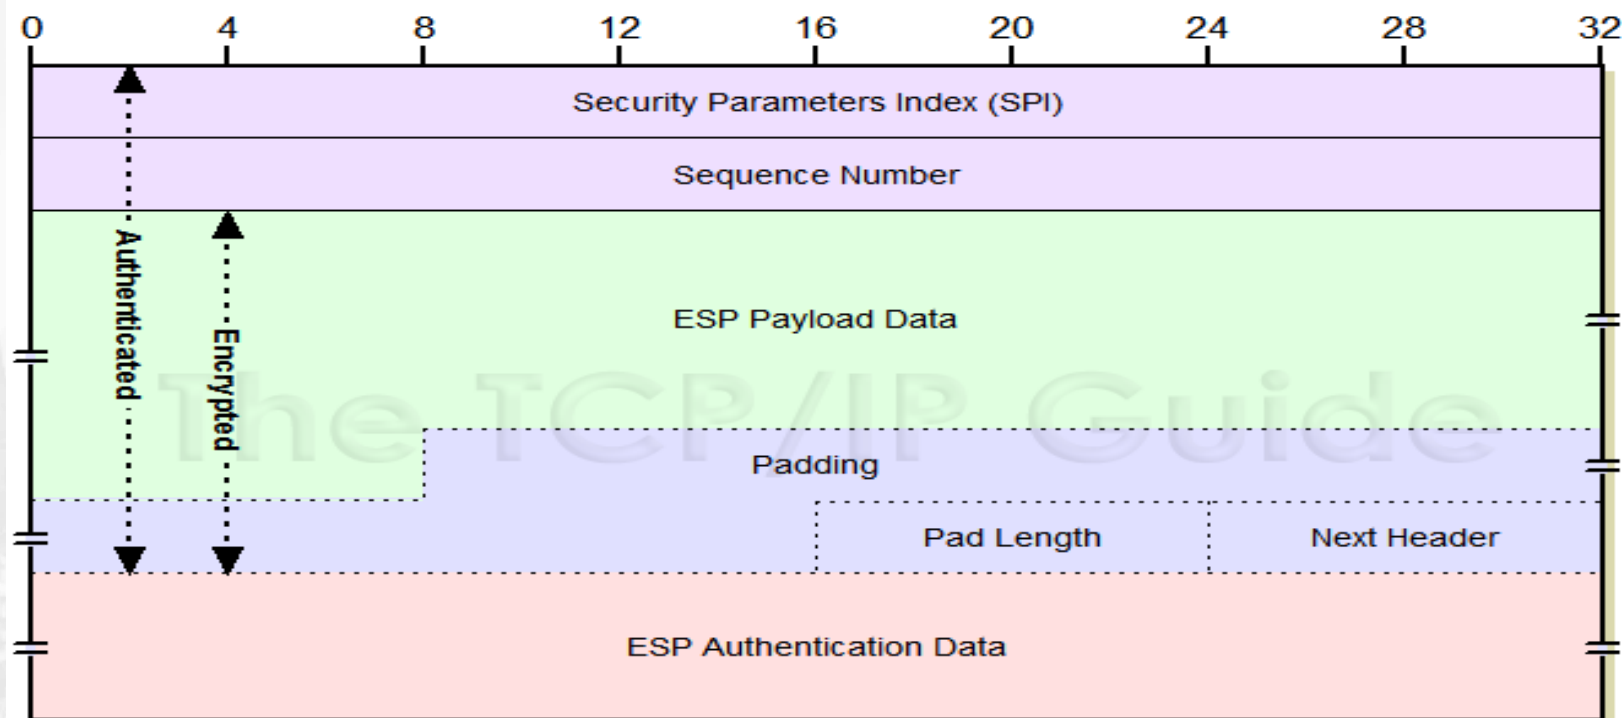 0 4 8 12 16 20 24 28 32
Security Parameters Index (SPI)
Sequence Number
Authenticated
Encrypted
ESP Payload Data
The TCP/IP Guide
Padding
Pad Length Next Header
ESP Authentication Data